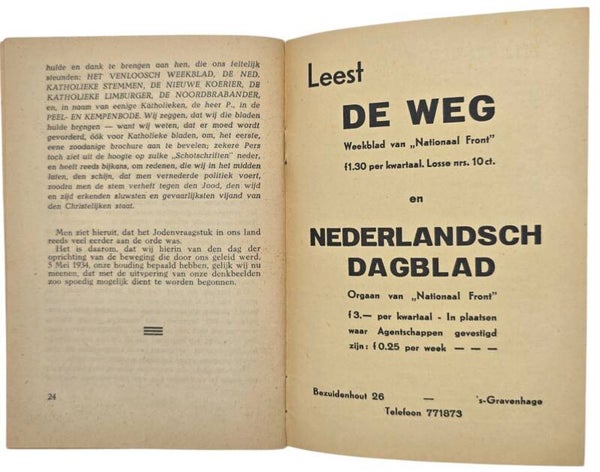 hulde en dank te brengen aan hen, die ons feitelijk
steunden: HET VENLOOSCH WEEKBLAD, DE NED.
KATHOLIEKE STEMMEN, DE NIEUWE KOERIER, DE
KATHOLIEKE LIMBURGER, DE NOORDBRABANDER,
en, in naam van eenige Katholieken, de heer P., in de
PEEL- EN KEMPENBODE. Wij zeggen, dat wij die bladen
hulde brengen — want wij weten, dat er moed wordt
gevorderd, óók voor Katholieke bladen, om, het eerste,
eene zoodanige brochure aan te bevelen; zekere Pers
toch ziet uit de hoogte op zulke „Schotschriften" neder,
en heeft reeds bijkans, om redenen, die wij in het midden
laten, den schijn, dat men vernederde politiek voert,
zoodra men de stem verheft tegen den Jood, den wijd
en zijd erkenden sluwsten en gevaarlijksten vijand van
den Christelijken staat.
Men ziet hieruit, dat het Jodenvraagstuk in ons land
reeds veel eerder aan de orde was.
Het is daarom, dat wij hierin van den dag der
oprichting van de beweging die door ons geleid werd,
5 Mei 1934, onze houding bepaald hebben, gelijk wij nu
meenen, dat met de uitvoering van onze denkbeelden
zoo spoedig mogelijk dient te worden begonnen.
24
Leest
DE WEG
Weekblad van „Nationaal Front"
f1.30 per kwartaal. Losse nrs. 10 ct.
en
NEDERLANDSCH
DAGBLAD
Orgaan van „Nationaal Front"
f 3.— per kwartaal - In plaatsen
waar Agentschappen gevestigd
zijn: f 0.25 per week — — —
Bezuidenhout 26 — 's-Gravenhage
Telefoon 771873